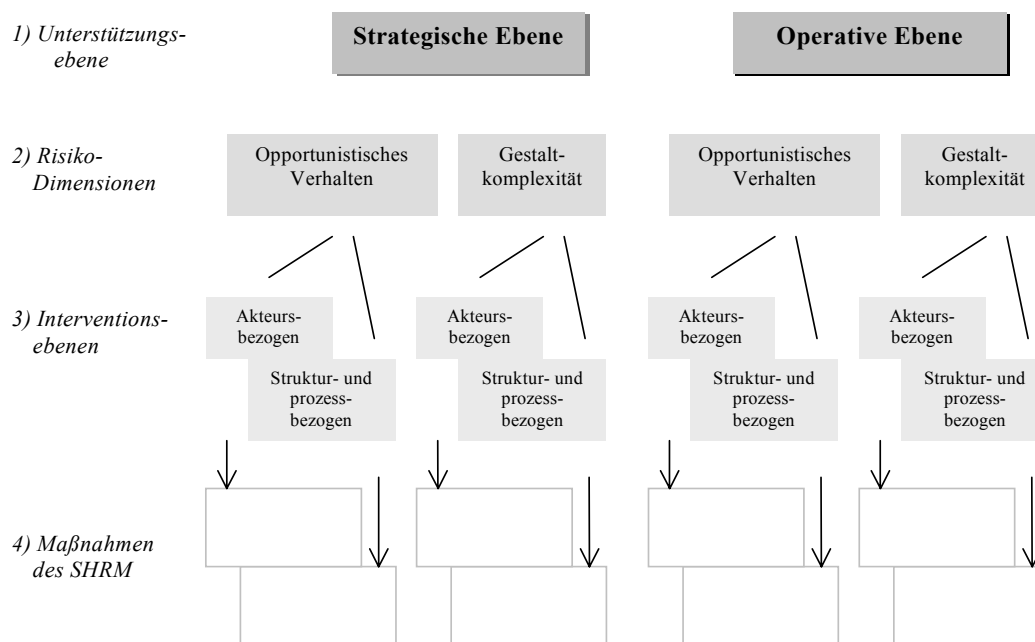 1) Unterstützungs-
ebene
Strategische Ebene
Operative Ebene
2) Risiko-
Dimensionen
Opportunistisches
Verhalten
Gestalt-
komplexität
Opportunistisches
Verhalten
Gestalt-
komplexität
3) Interventions-
ebenen
Akteurs-
bezogen
Struktur- und
prozess-
bezogen
Akteurs-
bezogen
Struktur- und
prozess-
bezogen
Akteurs-
bezogen
Struktur- und
prozess-
bezogen
Akteurs-
bezogen
Struktur- und
prozess-
bezogen
4) Maßnahmen
des SHRM